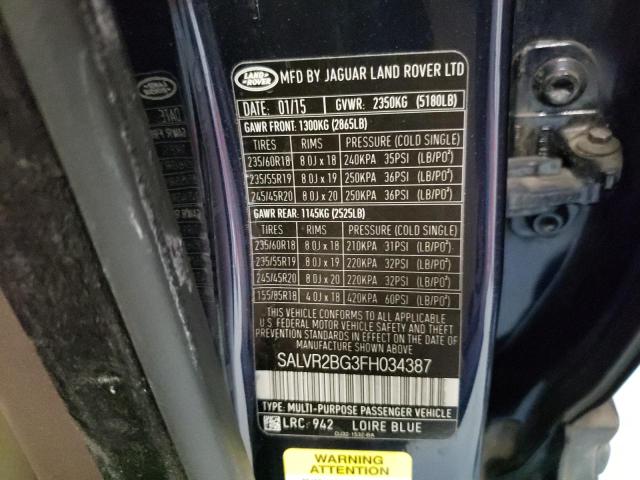 LAND ROVER MFD BY JAGUAR LAND ROVER LTD
DATE: 01/15 GVWR: 2350KG (5180LB)
GAWR FRONT: 1300KG (2865LB)
TIRES RIMS PRESSURE (COLD SINGLE)
235/60R18 8.0J x 18 240KPA 35PSI (LB/PO²)
235/55R19 8.0J x 19 250KPA 36PSI (LB/PO²)
245/45R20 8.0J x 20 250KPA 36PSI (LB/PO²)
GAWR REAR: 1145KG (2525LB)
TIRES RIMS PRESSURE (COLD SINGLE)
235/60R18 8.0J x 18 210KPA 31PSI (LB/PO²)
235/55R19 8.0J x 19 220KPA 32PSI (LB/PO²)
245/45R20 8.0J x 20 220KPA 32PSI (LB/PO²)
155/85R18 4.0J x 18 420KPA 60PSI (LB/PO²)
THIS VEHICLE CONFORMS TO ALL APPLICABLE
U.S. FEDERAL MOTOR VEHICLE SAFETY AND THEFT
PREVENTION STANDARDS IN EFFECT ON THE DATE OF
MANUFACTURE SHOWN ABOVE.
SALVR2BG3FH034387
TYPE: MULTI-PURPOSE PASSENGER VEHICLE
LRC: 942 LOIRE BLUE
WARNING
ATTENTION